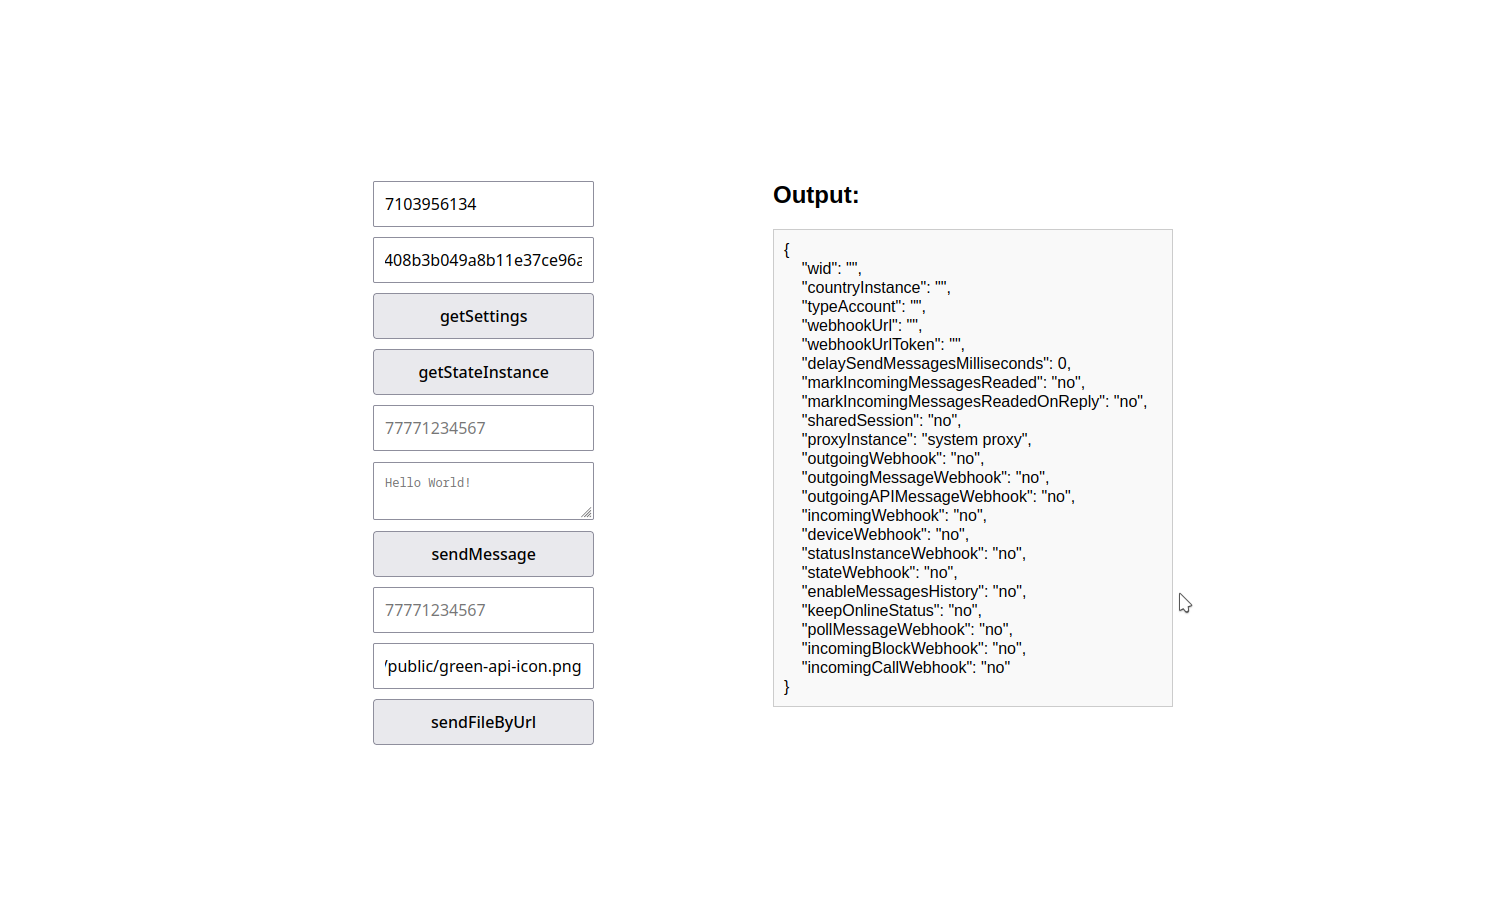 7103956134
408b3b049a8b11e37ce96a
getSettings
getStateInstance
77771234567
Hello World!
sendMessage
77771234567
/public/green-api-icon.png
sendFileByUrl
Output:
{
"wid": "",
"countryInstance": "",
"typeAccount": "",
"webhookUrl": "",
"webhookUrlToken": "",
"delaySendMessagesMilliseconds": 0,
"markIncomingMessagesReaded": "no",
"markIncomingMessagesReadedOnReply": "no",
"sharedSession": "no",
"proxyInstance": "system proxy",
"outgoingWebhook": "no",
"outgoingMessageWebhook": "no",
"outgoingAPIMessageWebhook": "no",
"incomingWebhook": "no",
"deviceWebhook": "no",
"statusInstanceWebhook": "no",
"stateWebhook": "no",
"enableMessagesHistory": "no",
"keepOnlineStatus": "no",
"pollMessageWebhook": "no",
"incomingBlockWebhook": "no",
"incomingCallWebhook": "no"
}